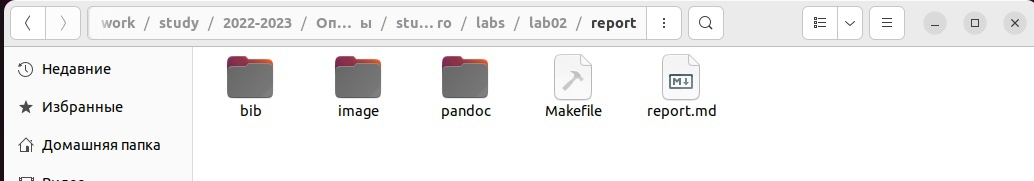 work / study / 2022-2023 / Оп… ы / stu…ro / labs / lab02 / report
Недавние
Избранные
Домашняя папка
bib
image
pandoc
Makefile
report.md